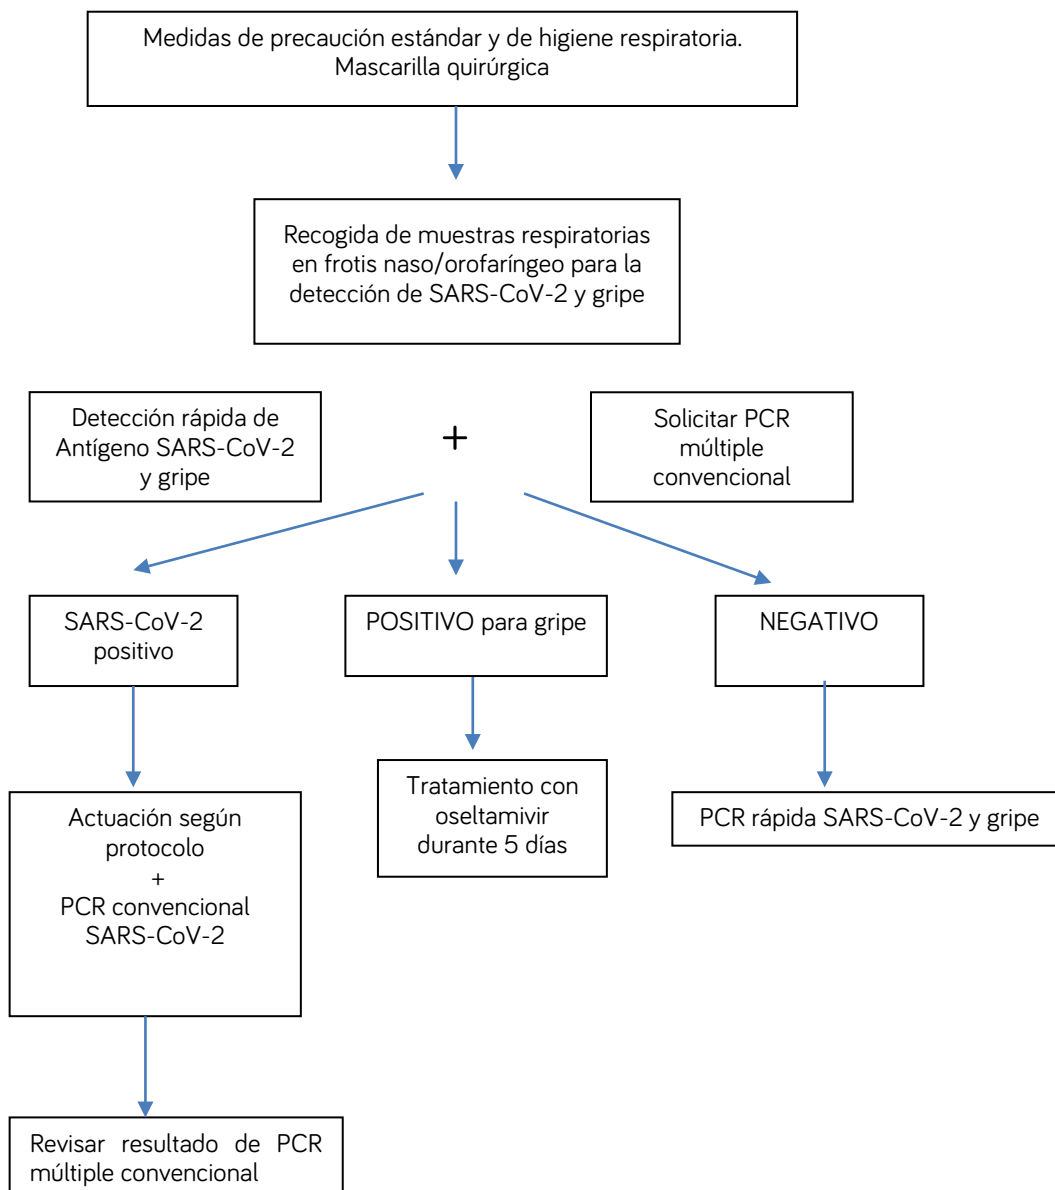 Medidas de precaución estándar y de higiene respiratoria.
Mascarilla quirúrgica
Recogida de muestras respiratorias
en frotis naso/orofaríngeo para la
detección de SARS-CoV-2 y gripe
Detección rápida de
Antígeno SARS-CoV-2
y gripe
+
Solicitar PCR
múltiple
convencional
SARS-CoV-2
positivo
POSITIVO para gripe
NEGATIVO
Actuación según
protocolo
+
PCR convencional
SARS-CoV-2
Tratamiento con
oseltamivir
durante 5 días
PCR rápida SARS-CoV-2 y gripe
Revisar resultado de PCR
múltiple convencional